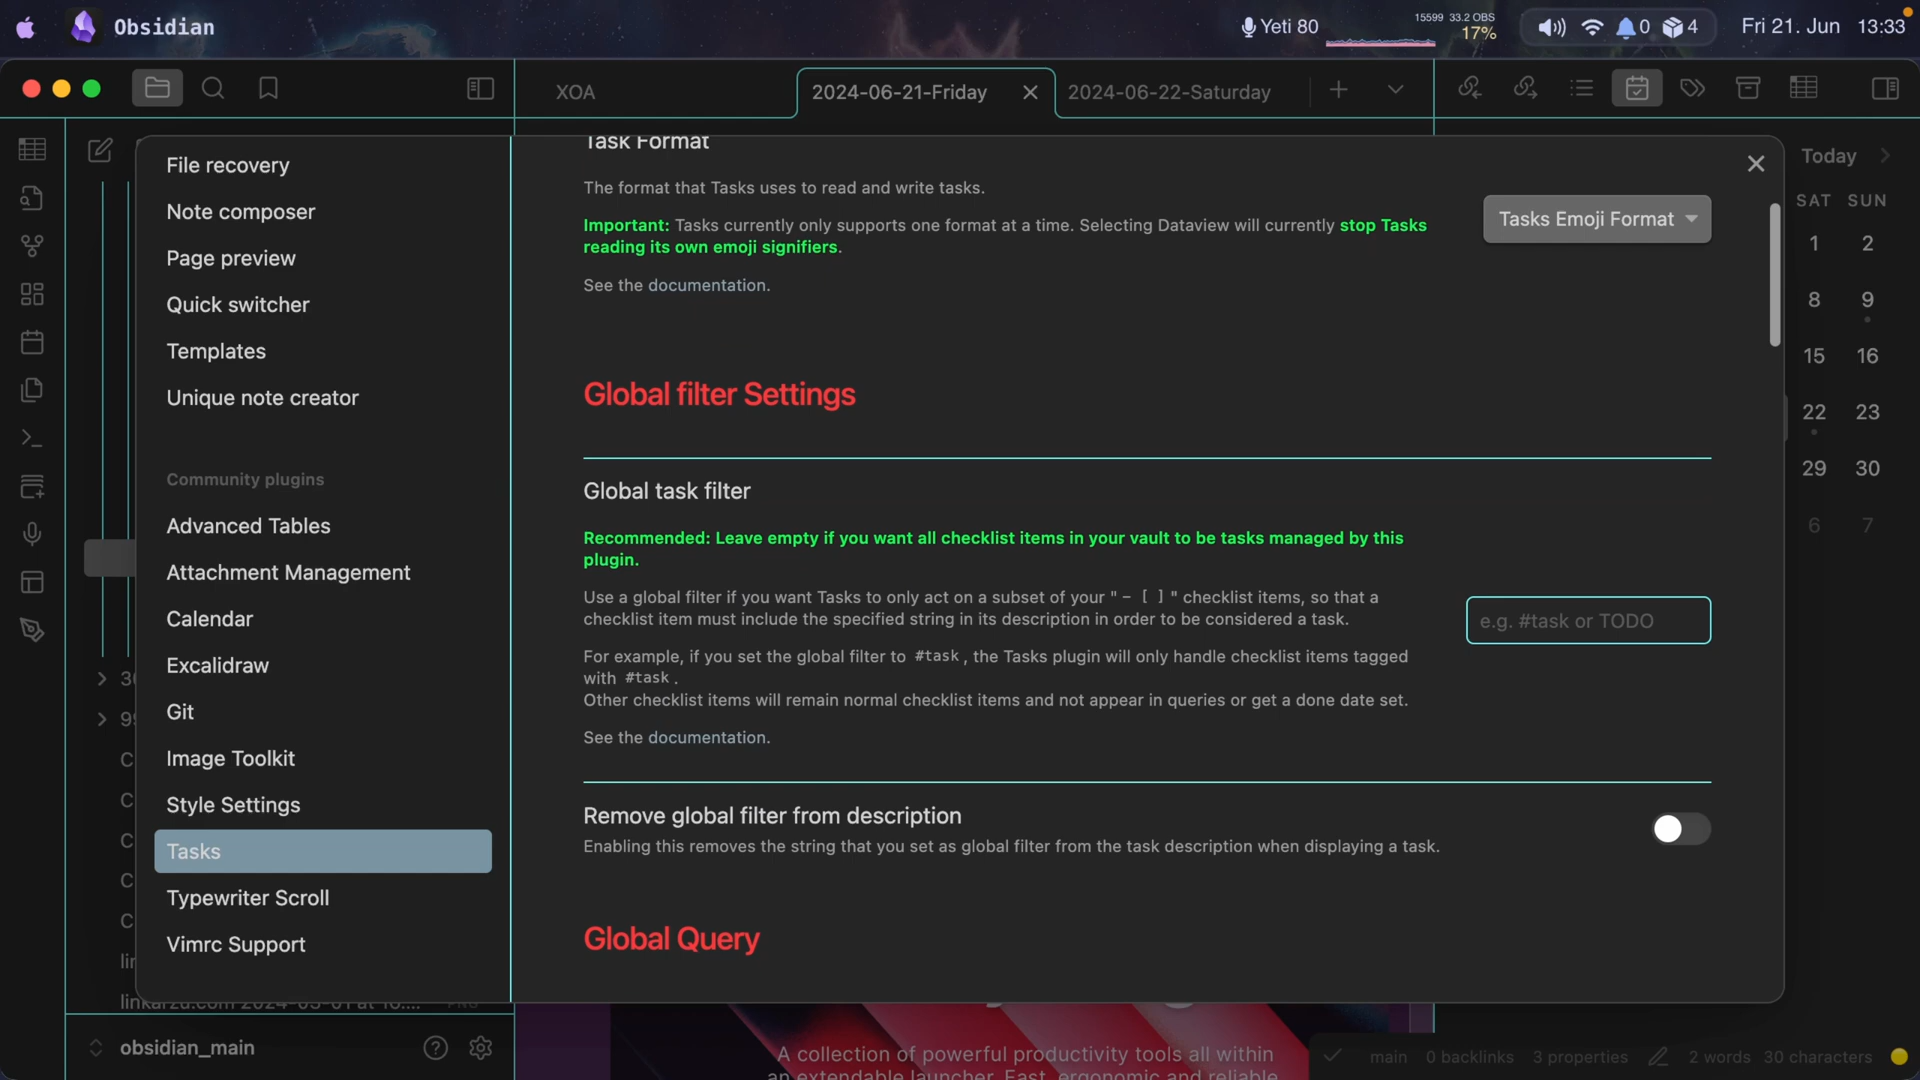 Obsidian
Yeti 80
15599 33.2 OBS
17%
0
4
Fri 21. Jun 13:33
XOA
2024-06-21-Friday
2024-06-22-Saturday
Today
SAT SUN
1 2
8 9
15 16
22 23
29 30
6 7
File recovery
Note composer
Page preview
Quick switcher
Templates
Unique note creator
Community plugins
Advanced Tables
Attachment Management
Calendar
Excalidraw
Git
Image Toolkit
Style Settings
Tasks
Typewriter Scroll
Vimrc Support
Task Format
The format that Tasks uses to read and write tasks.
Important: Tasks currently only supports one format at a time. Selecting Dataview will currently stop Tasks
reading its own emoji signifiers.
See the documentation.
Tasks Emoji Format
Global filter Settings
Global task filter
Recommended: Leave empty if you want all checklist items in your vault to be tasks managed by this
plugin.
Use a global filter if you want Tasks to only act on a subset of your "- [ ]" checklist items, so that a
checklist item must include the specified string in its description in order to be considered a task.
For example, if you set the global filter to #task, the Tasks plugin will only handle checklist items tagged
with #task.
Other checklist items will remain normal checklist items and not appear in queries or get a done date set.
See the documentation.
e.g. #task or TODO
Remove global filter from description
Enabling this removes the string that you set as global filter from the task description when displaying a task.
Global Query
obsidian_main
A collection of powerful productivity tools all within
an extendable launcher. Fast, ergonomic and reliable
main 0 backlinks 3 properties 2 words 30 characters